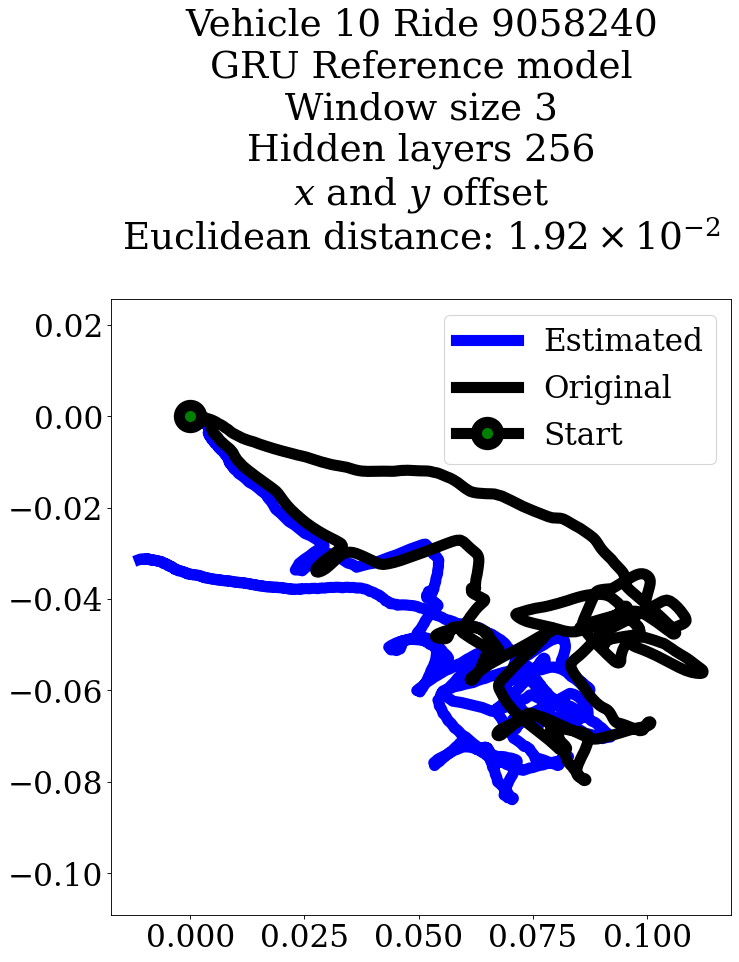 Vehicle 10 Ride 9058240
GRU Reference model
Window size 3
Hidden layers 256
x and y offset
Euclidean distance: 1.92 × 10⁻²
Estimated
Original
Start
0.02
0.00
−0.02
−0.04
−0.06
−0.08
−0.10
0.000 0.025 0.050 0.075 0.100